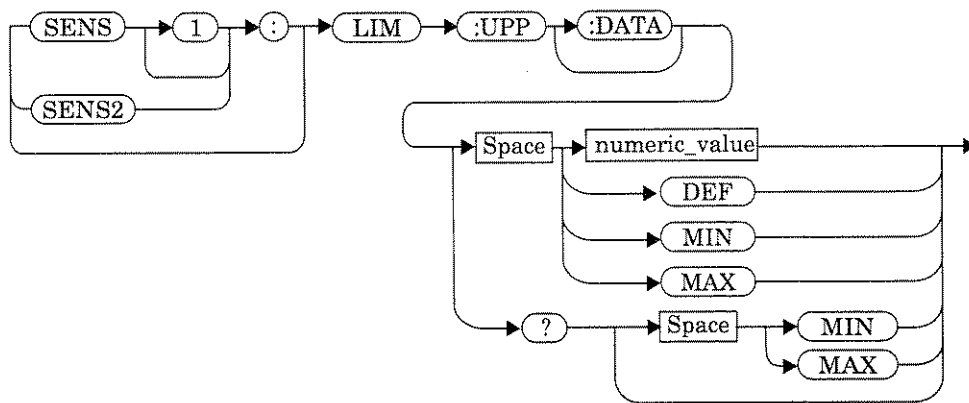 SENS 1 : LIM :UPP :DATA
SENS2
Space numeric_value
DEF
MIN
MAX
? Space MIN
MAX